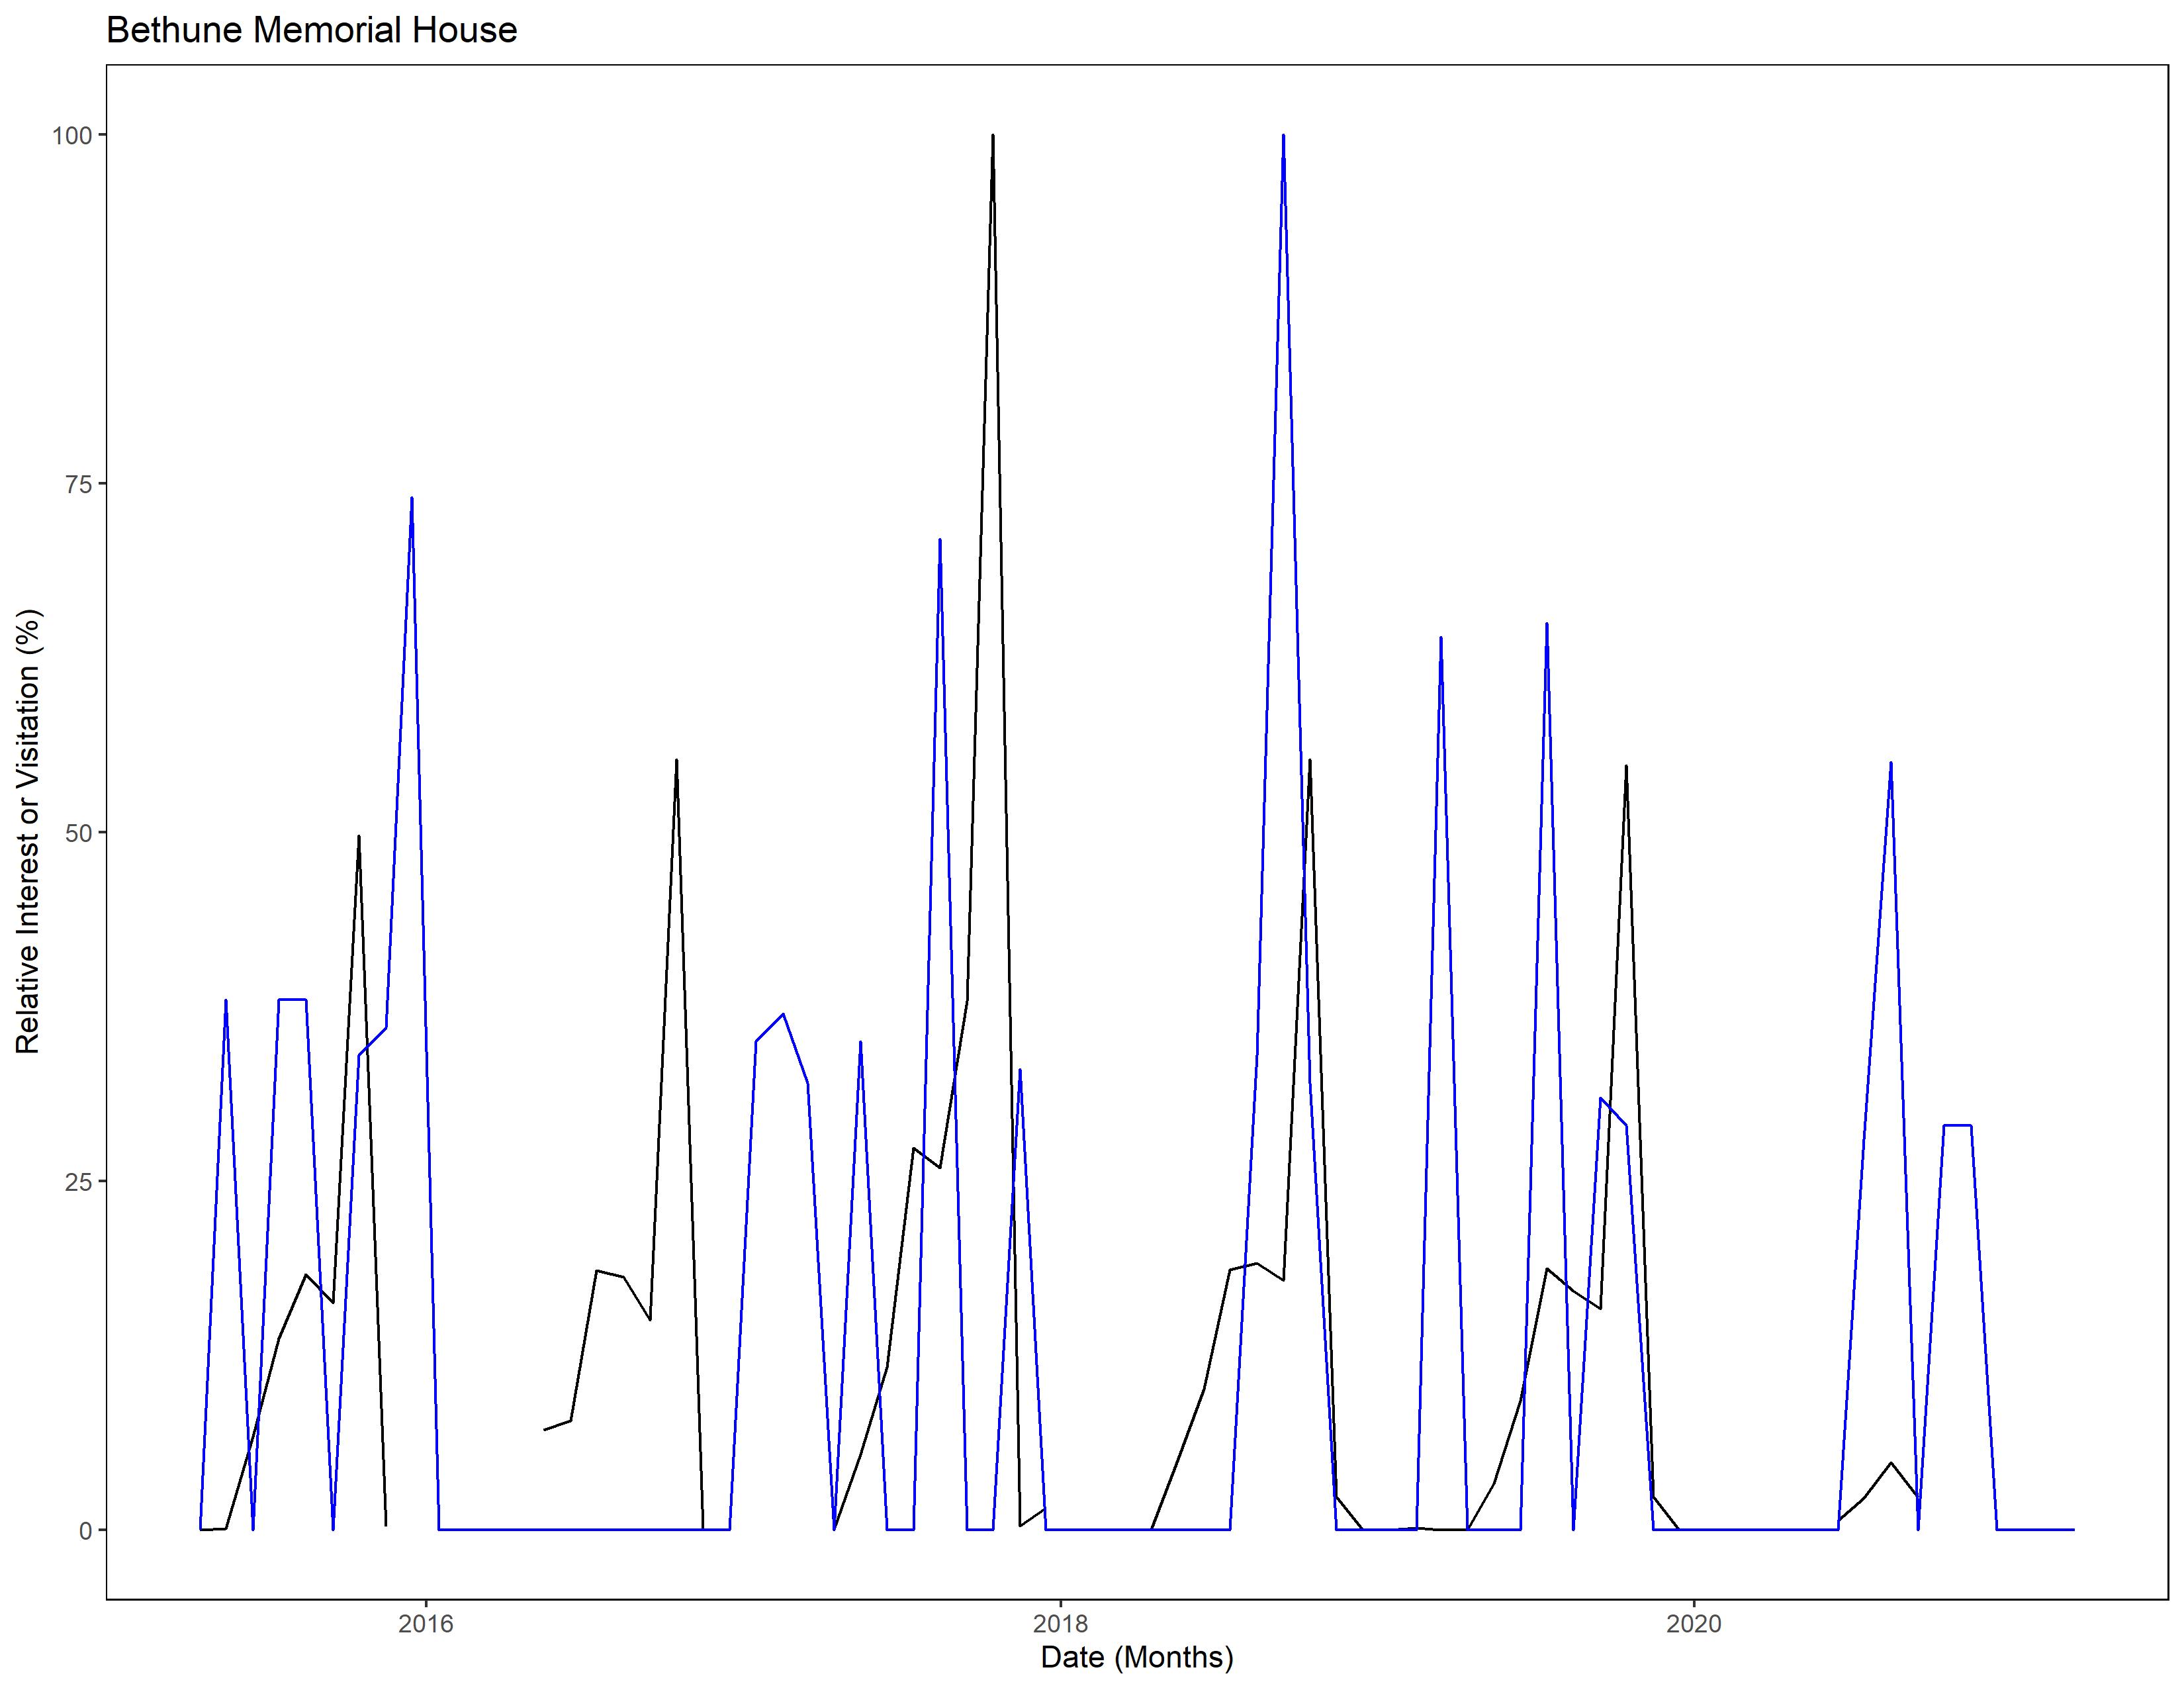 Bethune Memorial House
Relative Interest or Visitation (%)
100
75
50
25
0
2016
2018
2020
Date (Months)